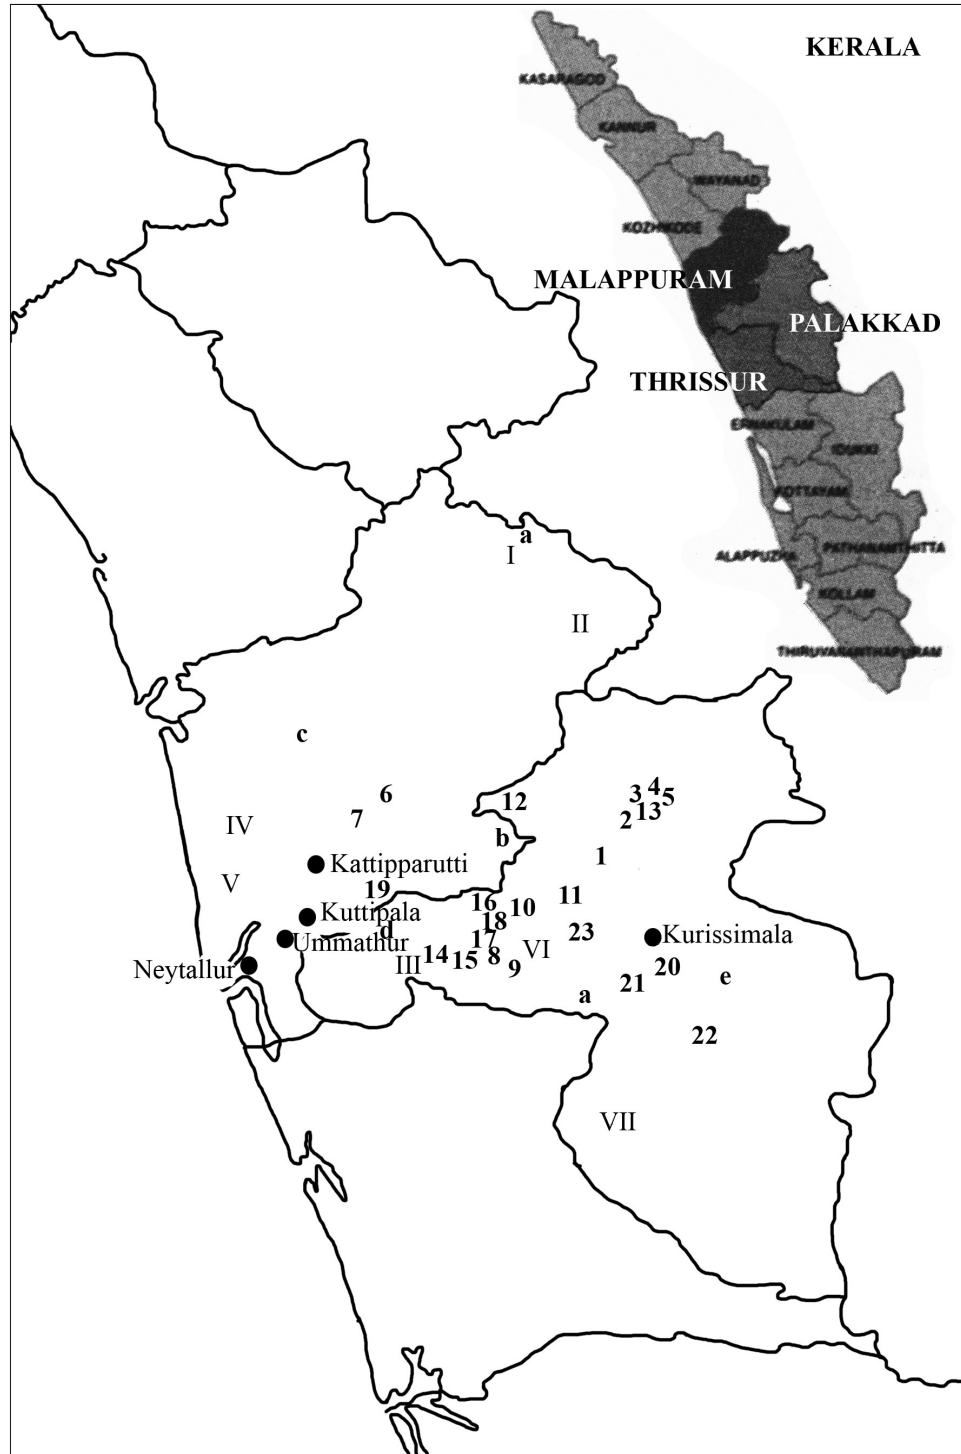 KERALA
KASARAGOD
KANNUR
WAYANAD
KOZHIKODE
MALAPPURAM
PALAKKAD
THRISSUR
ERNAKULAM
IDUKKI
KOTTAYAM
ALAPPUZHA
PATHANAMTHITTA
KOLLAM
THIRUVANANTHAPURAM
a
I
II
c
6
12
3
4
5
7
IV
2
13
b
1
Kattipparutti
V
19
11
16
10
Kuttipala
18
d
23
Ummathur
17
VI
Kurissimala
14
15
8
III
9
Neytallur
20
21
e
a
22
VII